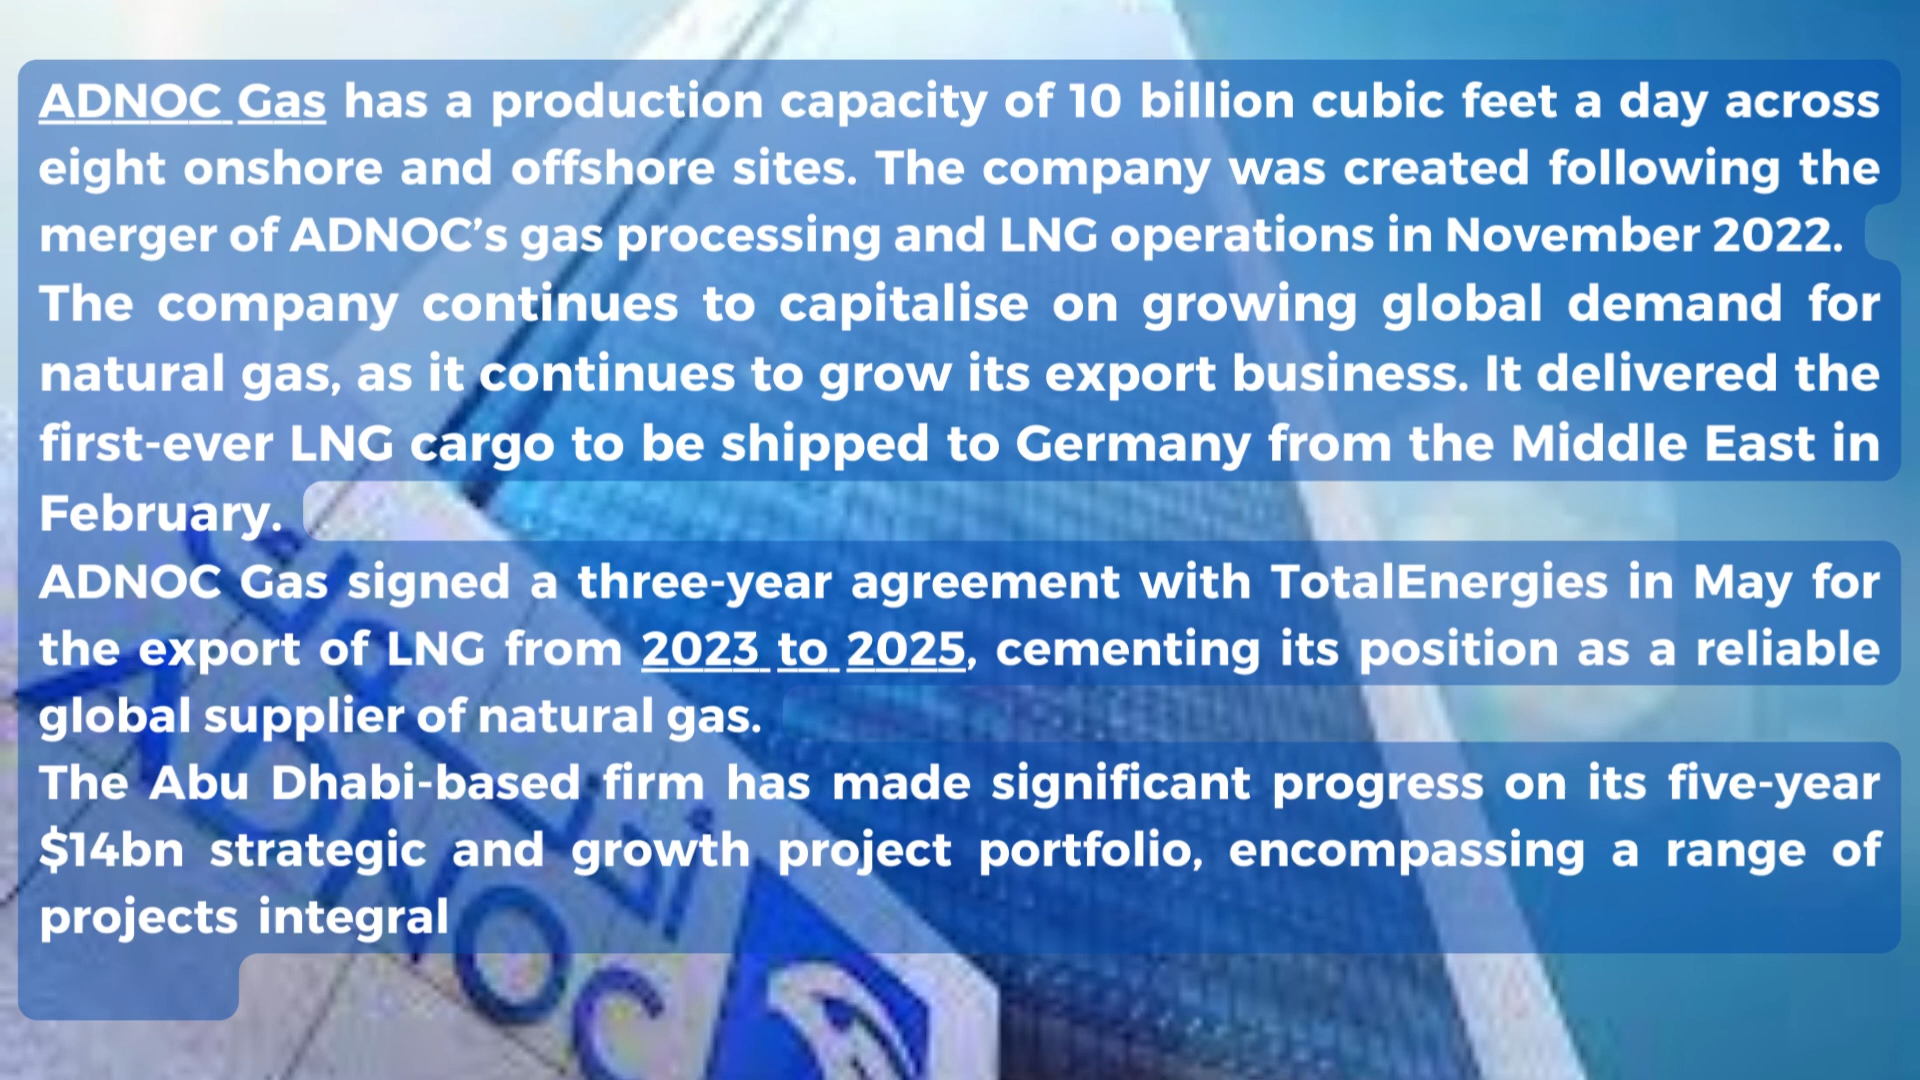 ADNOC Gas has a production capacity of 10 billion cubic feet a day across
eight onshore and offshore sites. The company was created following the
merger of ADNOC’s gas processing and LNG operations in November 2022.
The company continues to capitalise on growing global demand for
natural gas, as it continues to grow its export business. It delivered the
first-ever LNG cargo to be shipped to Germany from the Middle East in
February.
ADNOC Gas signed a three-year agreement with TotalEnergies in May for
the export of LNG from 2023 to 2025, cementing its position as a reliable
global supplier of natural gas.
The Abu Dhabi-based firm has made significant progress on its five-year
$14bn strategic and growth project portfolio, encompassing a range of
projects integral